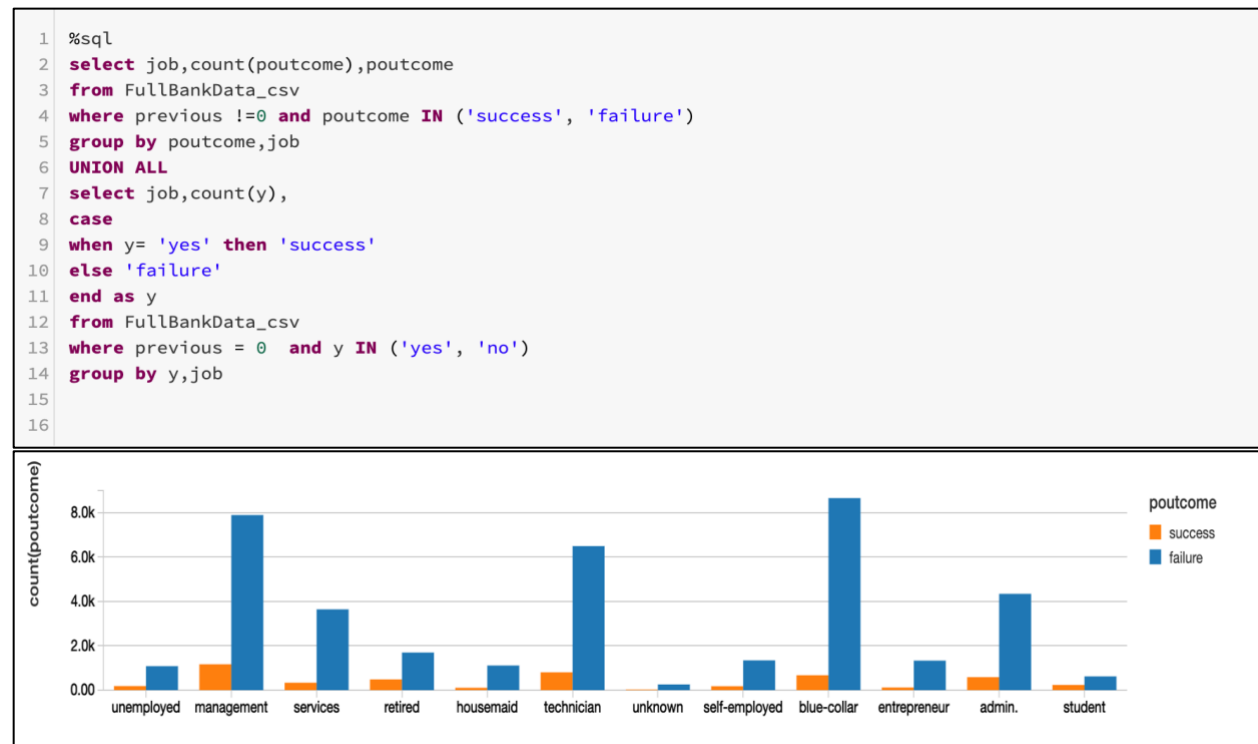 1 %sql
2 select job,count(poutcome),poutcome
3 from FullBankData_csv
4 where previous !=0 and poutcome IN ('success', 'failure')
5 group by poutcome,job
6 UNION ALL
7 select job,count(y),
8 case
9 when y= 'yes' then 'success'
10 else 'failure'
11 end as y
12 from FullBankData_csv
13 where previous = 0  and y IN ('yes', 'no')
14 group by y,job
15
16
count(poutcome)
8.0k
6.0k
4.0k
2.0k
0.00
unemployed management services retired housemaid technician unknown self-employed blue-collar entrepreneur admin. student
poutcome
success
failure